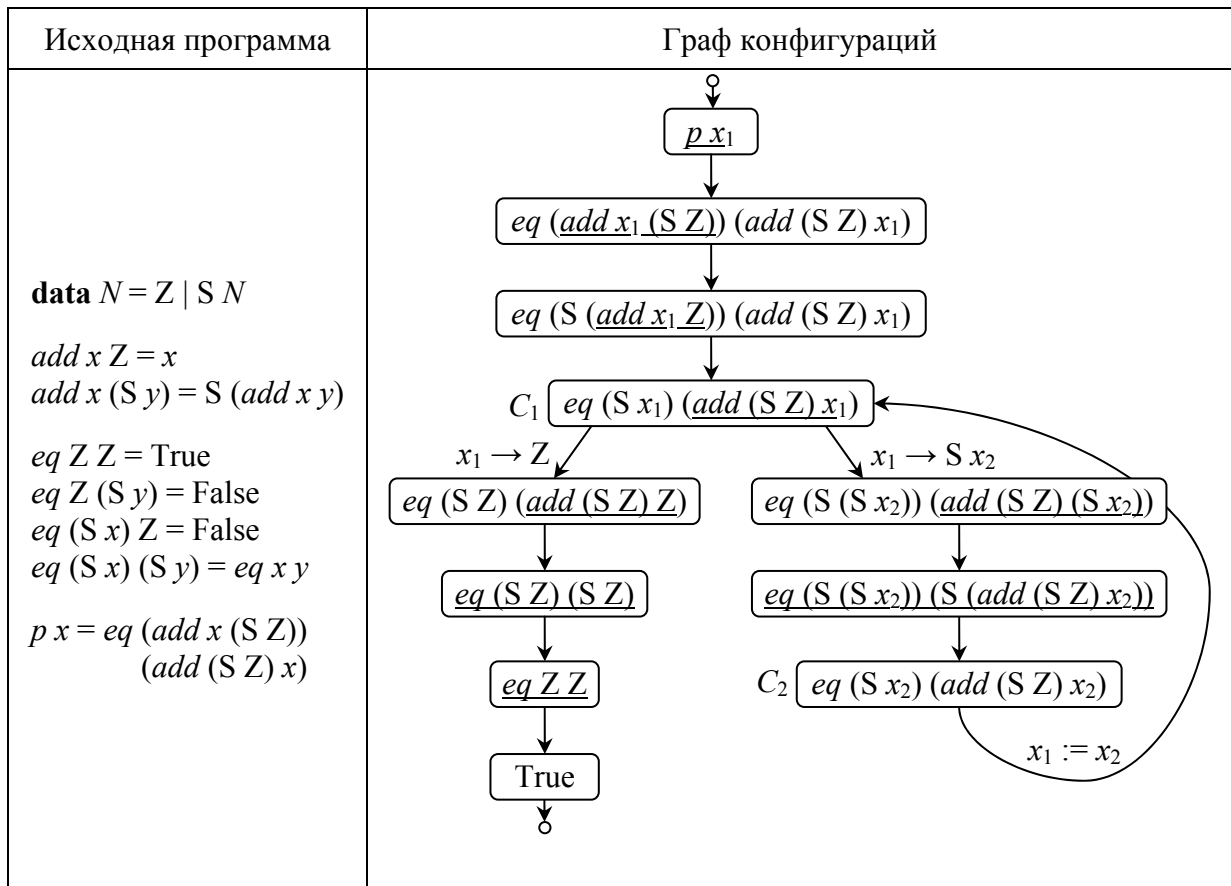 Исходная программа
Граф конфигураций
data N = Z | S N
add x Z = x
add x (S y) = S (add x y)
eq Z Z = True
eq Z (S y) = False
eq (S x) Z = False
eq (S x) (S y) = eq x y
p x = eq (add x (S Z))
(add (S Z) x)
p x₁
eq (add x₁ (S Z)) (add (S Z) x₁)
eq (S (add x₁ Z)) (add (S Z) x₁)
C₁ eq (S x₁) (add (S Z) x₁)
x₁ → Z
x₁ → S x₂
eq (S Z) (add (S Z) Z)
eq (S (S x₂)) (add (S Z) (S x₂))
eq (S Z) (S Z)
eq (S (S x₂)) (S (add (S Z) x₂))
eq Z Z
C₂ eq (S x₂) (add (S Z) x₂)
x₁ := x₂
True